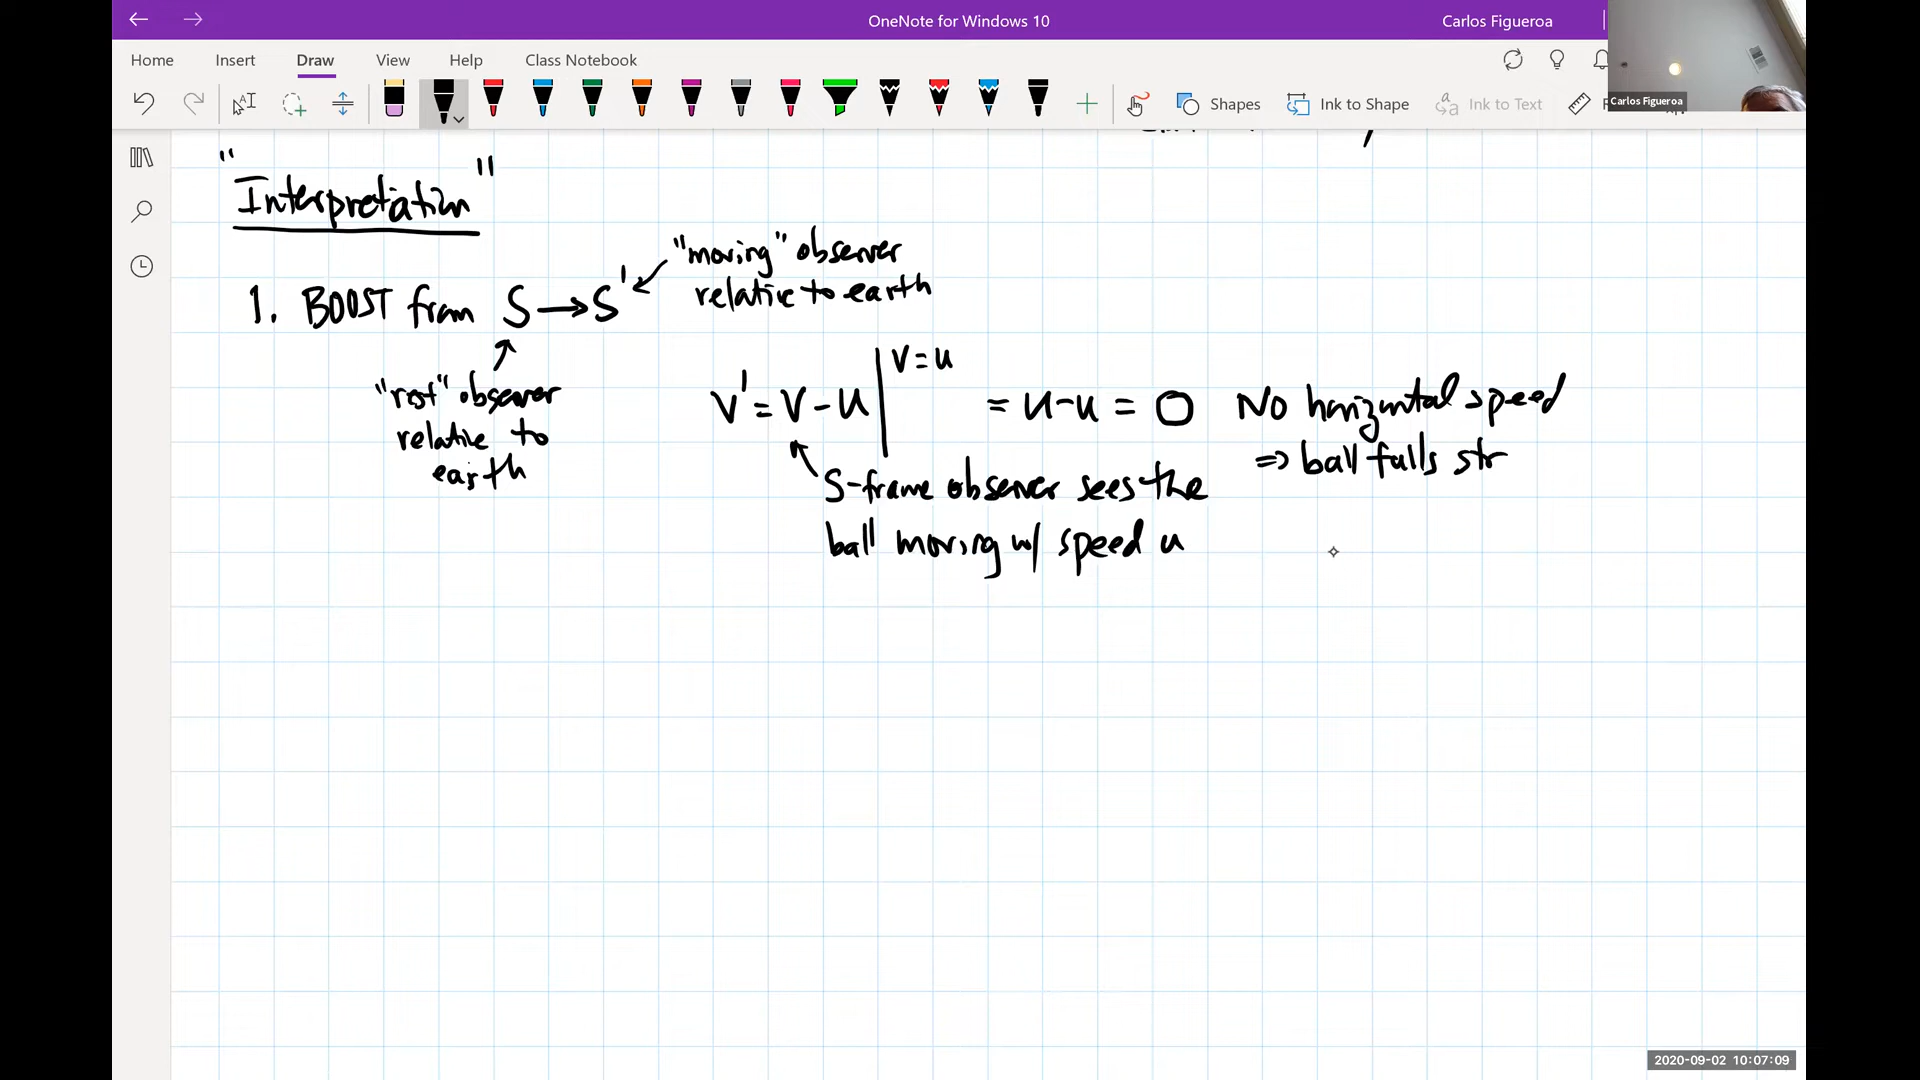 OneNote for Windows 10
Carlos Figueroa
Home Insert Draw View Help Class Notebook
Shapes Ink to Shape Ink to Text
Carlos Figueroa
"Interpretiation"
"moving" observer
relative to earth
1. BOOST from S → S'
"rest" observer
relative to
earth
V' = V - U | V = u = u - u = 0 No horizontal speed
⇒ ball falls str
S-frame observer sees the
ball moving w/ speed u
2020-09-02 10:07:09